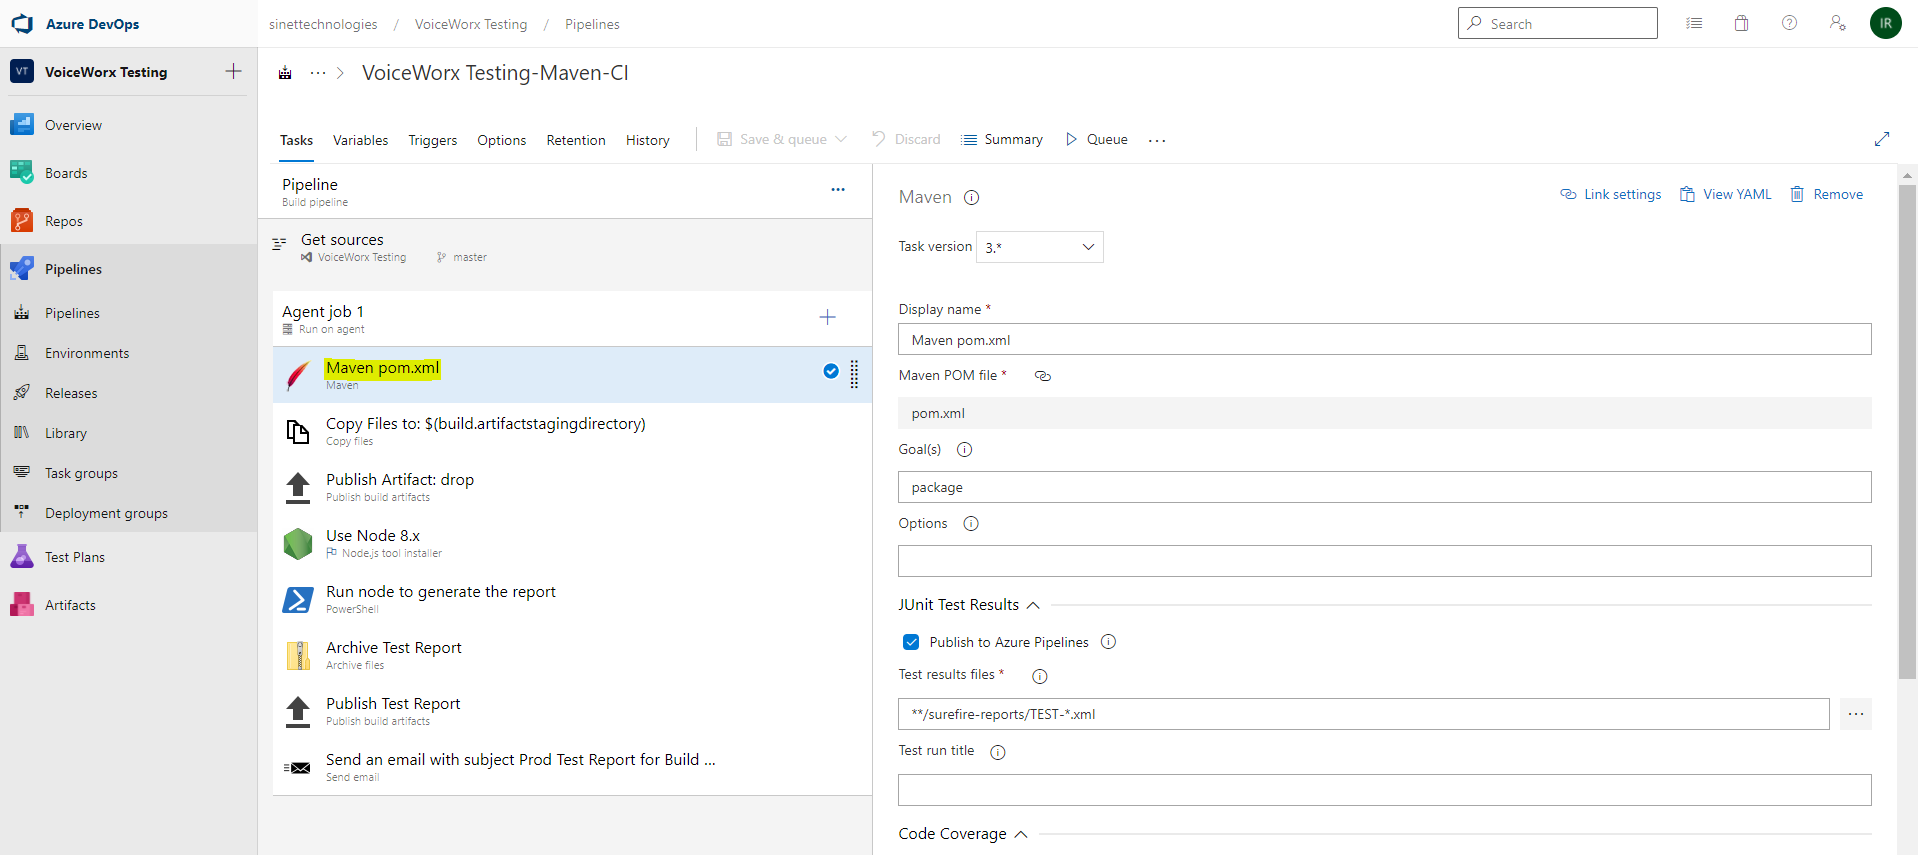 Azure DevOps
sinettechnologies / VoiceWorx Testing / Pipelines
Search
IR
VT VoiceWorx Testing
Overview
Boards
Repos
Pipelines
Pipelines
Environments
Releases
Library
Task groups
Deployment groups
Test Plans
Artifacts
... > VoiceWorx Testing-Maven-CI
Tasks Variables Triggers Options Retention History Save & queue Discard Summary Queue ...
Pipeline
Build pipeline
...
Get sources
VoiceWorx Testing master
Agent job 1
Run on agent
Maven pom.xml
Maven
Copy Files to: $(build.artifactstagingdirectory)
Copy files
Publish Artifact: drop
Publish build artifacts
Use Node 8.x
Node.js tool installer
Run node to generate the report
PowerShell
Archive Test Report
Archive files
Publish Test Report
Publish build artifacts
Send an email with subject Prod Test Report for Build ...
Send email
Maven
Link settings View YAML Remove
Task version 3.*
Display name *
Maven pom.xml
Maven POM file *
pom.xml
Goal(s)
package
Options
JUnit Test Results
Publish to Azure Pipelines
Test results files *
**/surefire-reports/TEST-*.xml
...
Test run title
Code Coverage